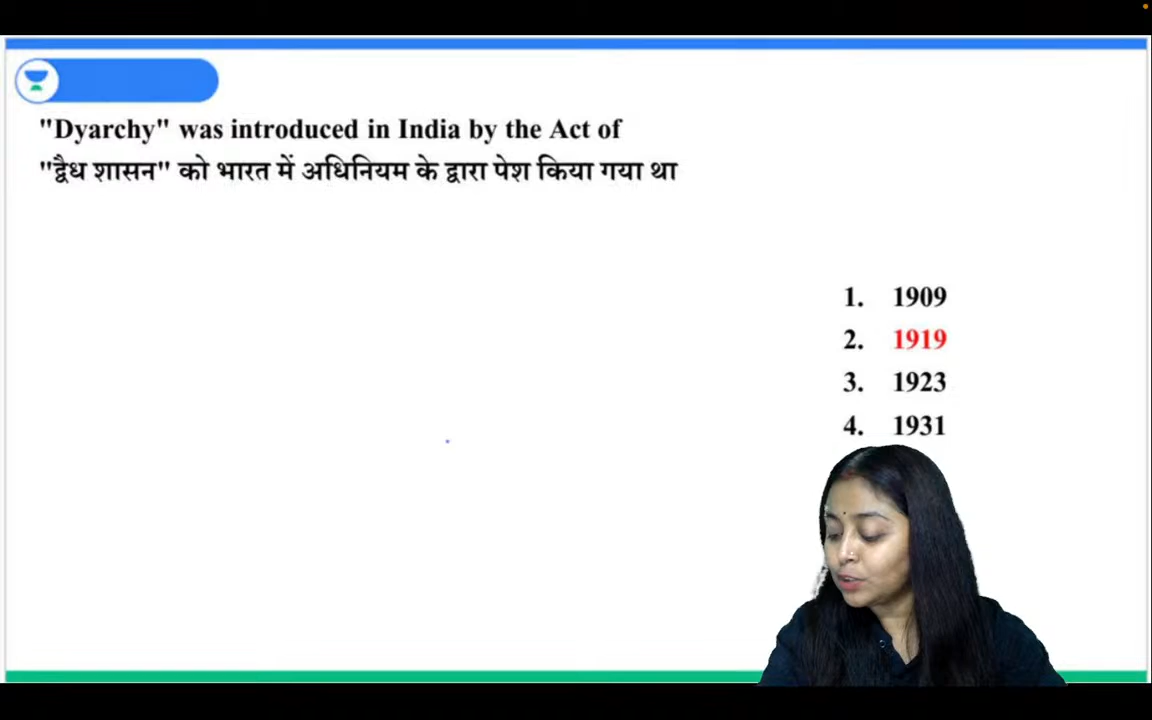 "Dyarchy" was introduced in India by the Act of
"द्वैध शासन" को भारत में अधिनियम के द्वारा पेश किया गया था
1. 1909
2. 1919
3. 1923
4. 1931